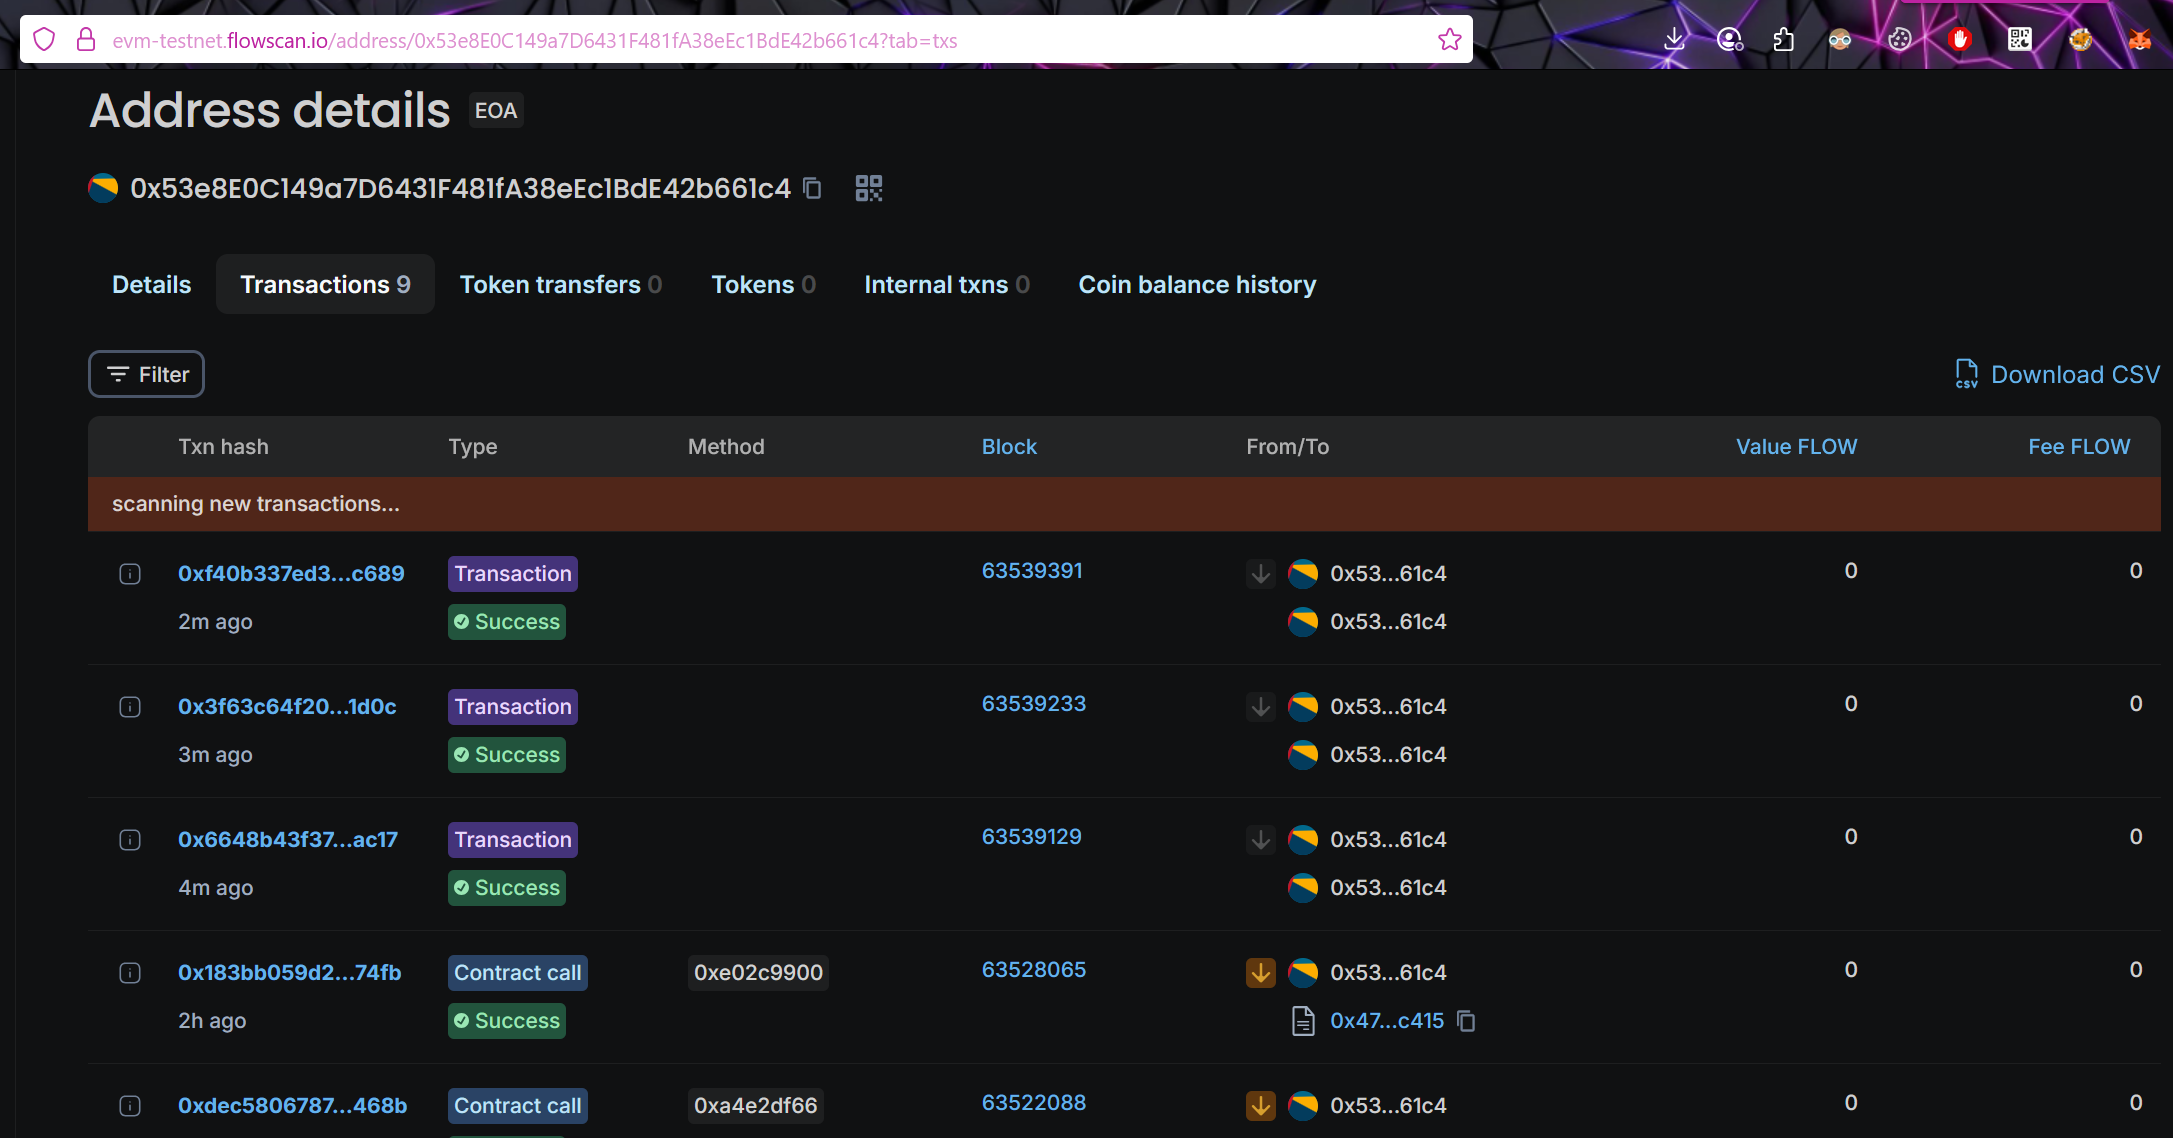 evm-testnet.flowscan.io/address/0x53e8E0C149a7D6431F481fA38eEc1BdE42b661c4?tab=txs
Address details EOA
0x53e8E0C149a7D6431F481fA38eEc1BdE42b661c4
Details Transactions 9 Token transfers 0 Tokens 0 Internal txns 0 Coin balance history
Filter
CSV Download CSV
Txn hash Type Method Block From/To Value FLOW Fee FLOW
scanning new transactions...
0xf40b337ed3...c689 Transaction 63539391 0x53...61c4 0 0
2m ago Success 0x53...61c4
0x3f63c64f20...1d0c Transaction 63539233 0x53...61c4 0 0
3m ago Success 0x53...61c4
0x6648b43f37...ac17 Transaction 63539129 0x53...61c4 0 0
4m ago Success 0x53...61c4
0x183bb059d2...74fb Contract call 0xe02c9900 63528065 0x53...61c4 0 0
2h ago Success 0x47...c415
0xdec5806787...468b Contract call 0xa4e2df66 63522088 0x53...61c4 0 0